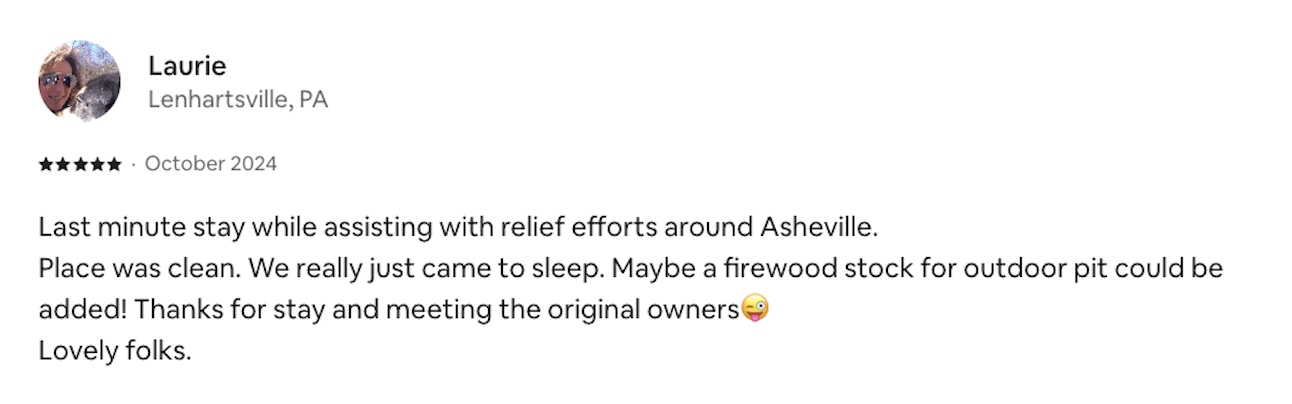 Laurie
Lenhartsville, PA
★★★★★ · October 2024
Last minute stay while assisting with relief efforts around Asheville.
Place was clean. We really just came to sleep. Maybe a firewood stock for outdoor pit could be
added! Thanks for stay and meeting the original owners😜
Lovely folks.